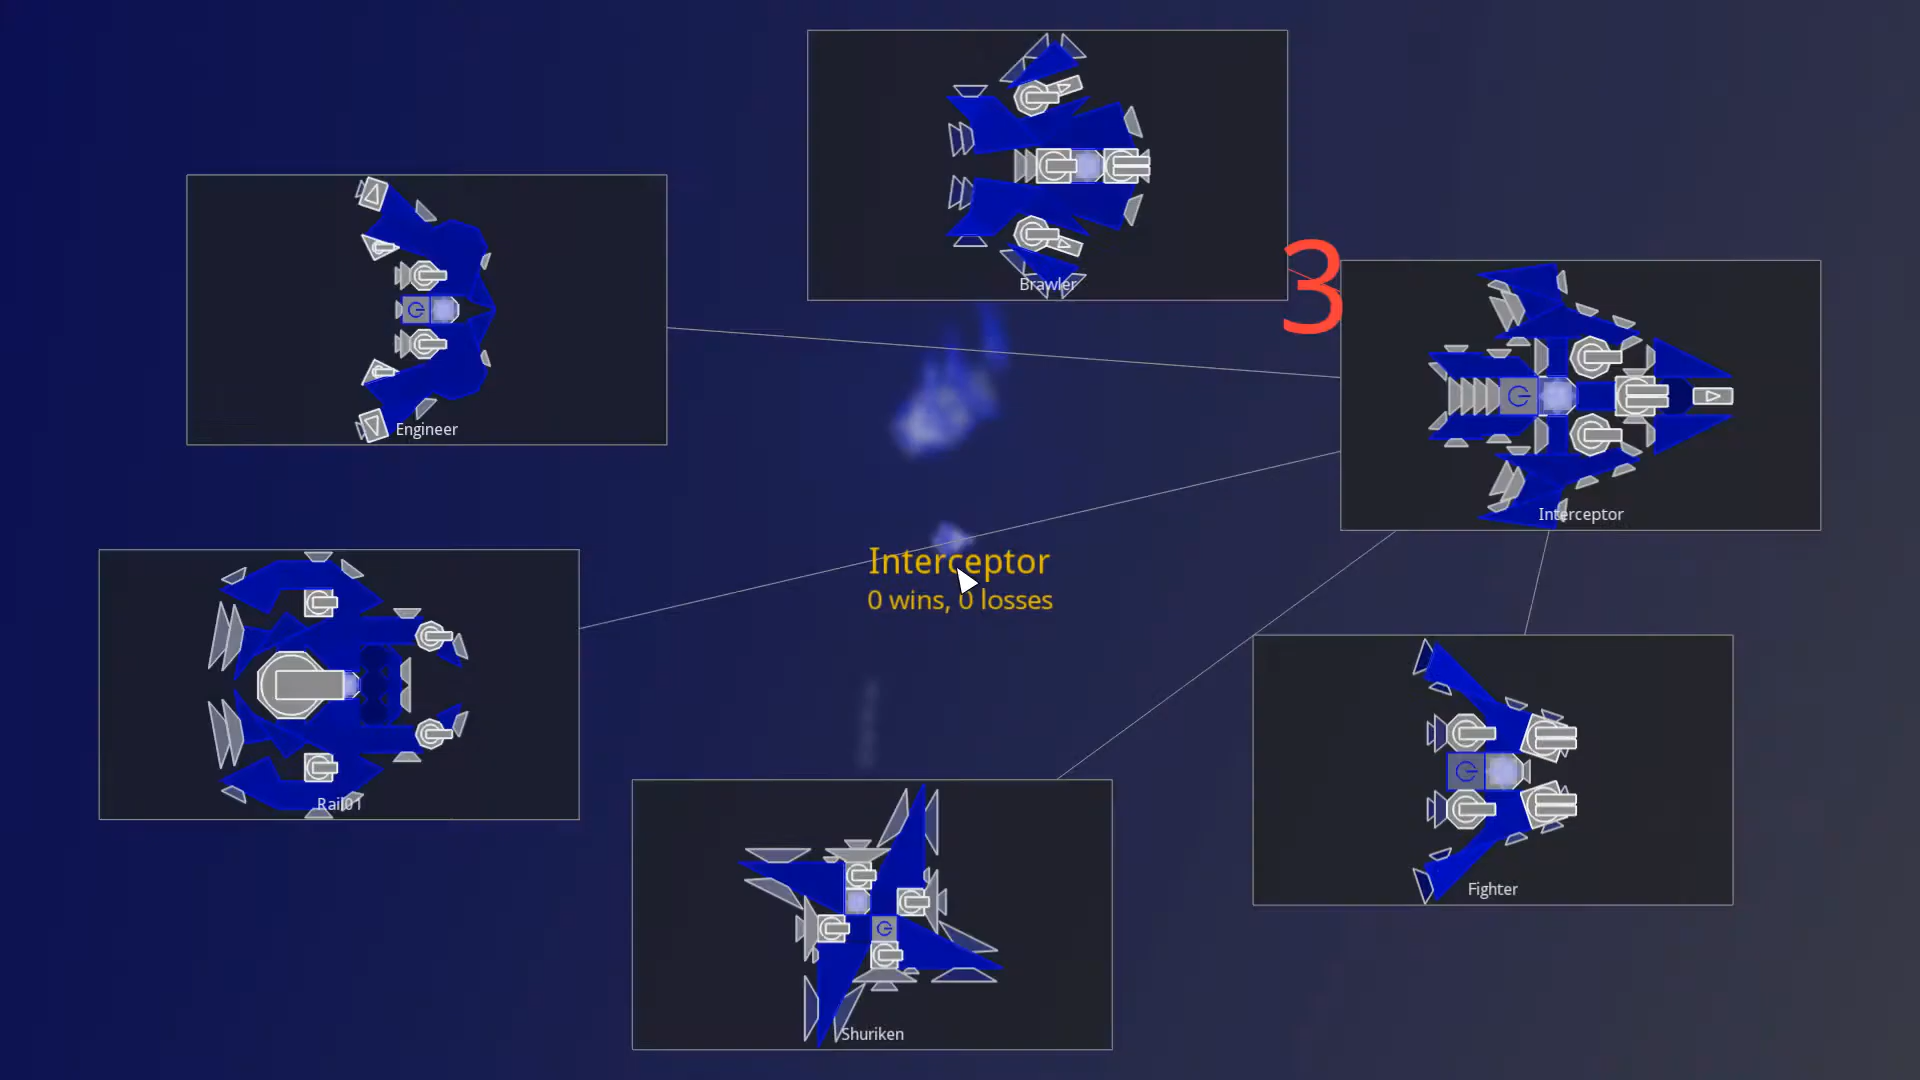 Brawler
3
Engineer
Interceptor
Interceptor
0 wins, 0 losses
Rail01
Fighter
Shuriken